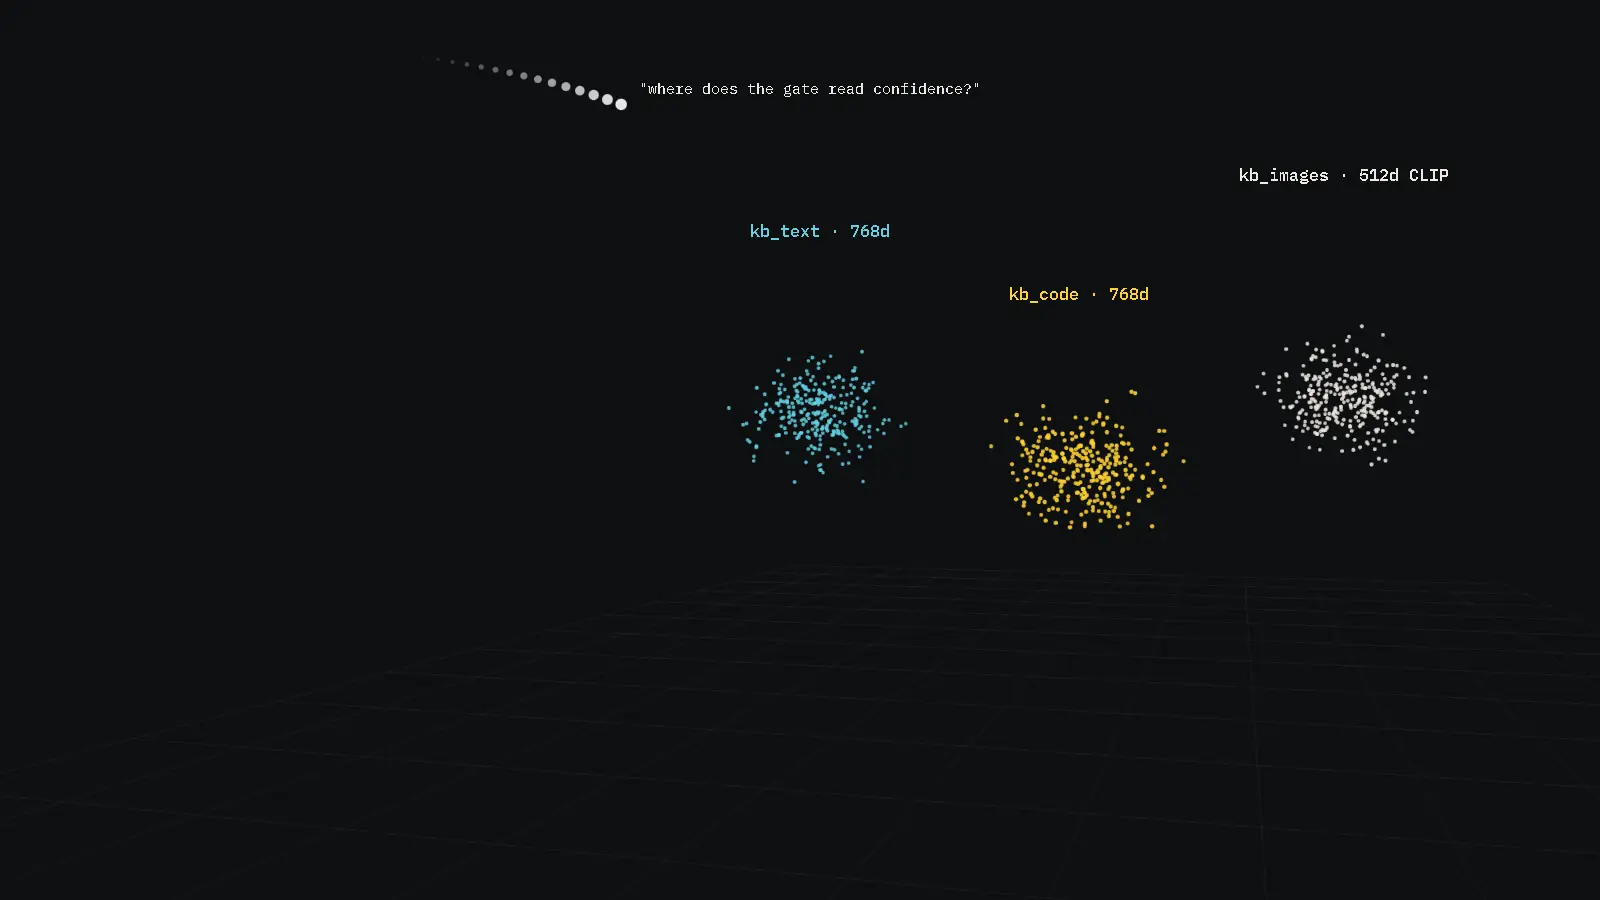 "where does the gate read confidence?"
kb_images · 512d CLIP
kb_text · 768d
kb_code · 768d